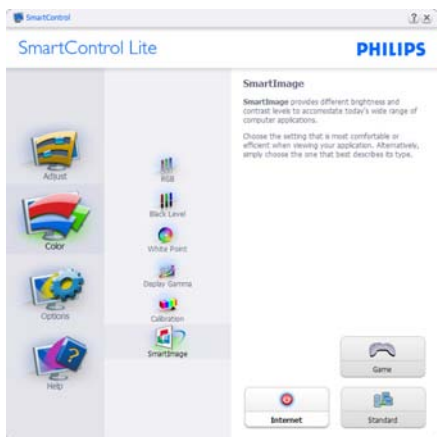 SmartControl
SmartControl Lite
PHILIPS
Adjust
Color
Options
Help
RGB
Black Level
White Point
Display Gamma
Calibration
SmartImage
SmartImage
SmartImage provides different brightness and
contrast levels to accomodate today's wide range of
computer applications.
Choose the setting that is most comfortable or
efficient when viewing your application. Alternatively,
simply choose the one that best describes its type.
Game
Internet
Standard